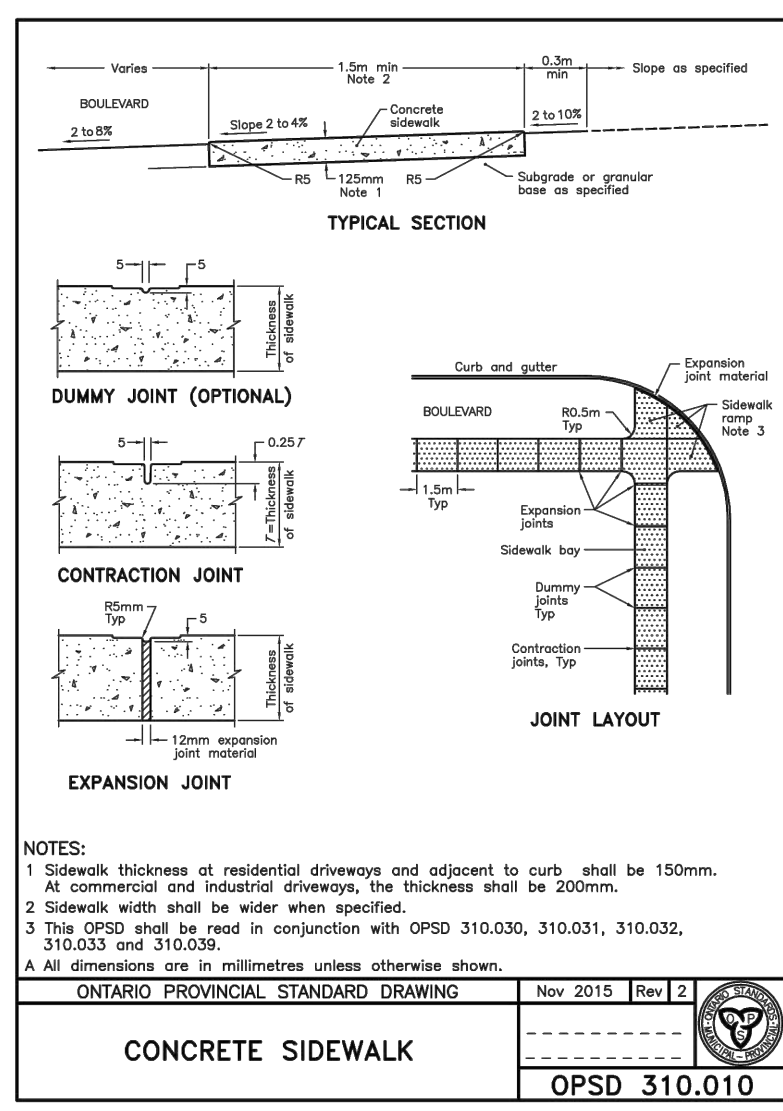 Varies
1.5m min
Note 2
0.3m
min
Slope as specified
BOULEVARD
2 to 8%
Slope 2 to 4%
Concrete
sidewalk
2 to 10%
R5
125mm
Note 1
R5
Subgrade or granular
base as specified
TYPICAL SECTION
5
5
Thickness
of sidewalk
DUMMY JOINT (OPTIONAL)
5
0.25T
T=Thickness
of sidewalk
CONTRACTION JOINT
R5mm
Typ
5
Thickness
of sidewalk
12mm expansion
joint material
EXPANSION JOINT
Curb and gutter
Expansion
joint material
BOULEVARD
R0.5m
Typ
Sidewalk
ramp
Note 3
1.5m
Typ
Expansion
joints
Sidewalk bay
Dummy
joints
Typ
Contraction
joints, Typ
JOINT LAYOUT
NOTES:
1 Sidewalk thickness at residential driveways and adjacent to curb shall be 150mm.
At commercial and industrial driveways, the thickness shall be 200mm.
2 Sidewalk width shall be wider when specified.
3 This OPSD shall be read in conjunction with OPSD 310.030, 310.031, 310.032,
310.033 and 310.039.
A All dimensions are in millimetres unless otherwise shown.
ONTARIO PROVINCIAL STANDARD DRAWING
Nov 2015
Rev
2
CONCRETE SIDEWALK
OPSD 310.010
ONTARIO STANDARDS
MUNICIPAL-PROVINCIAL
O P
S